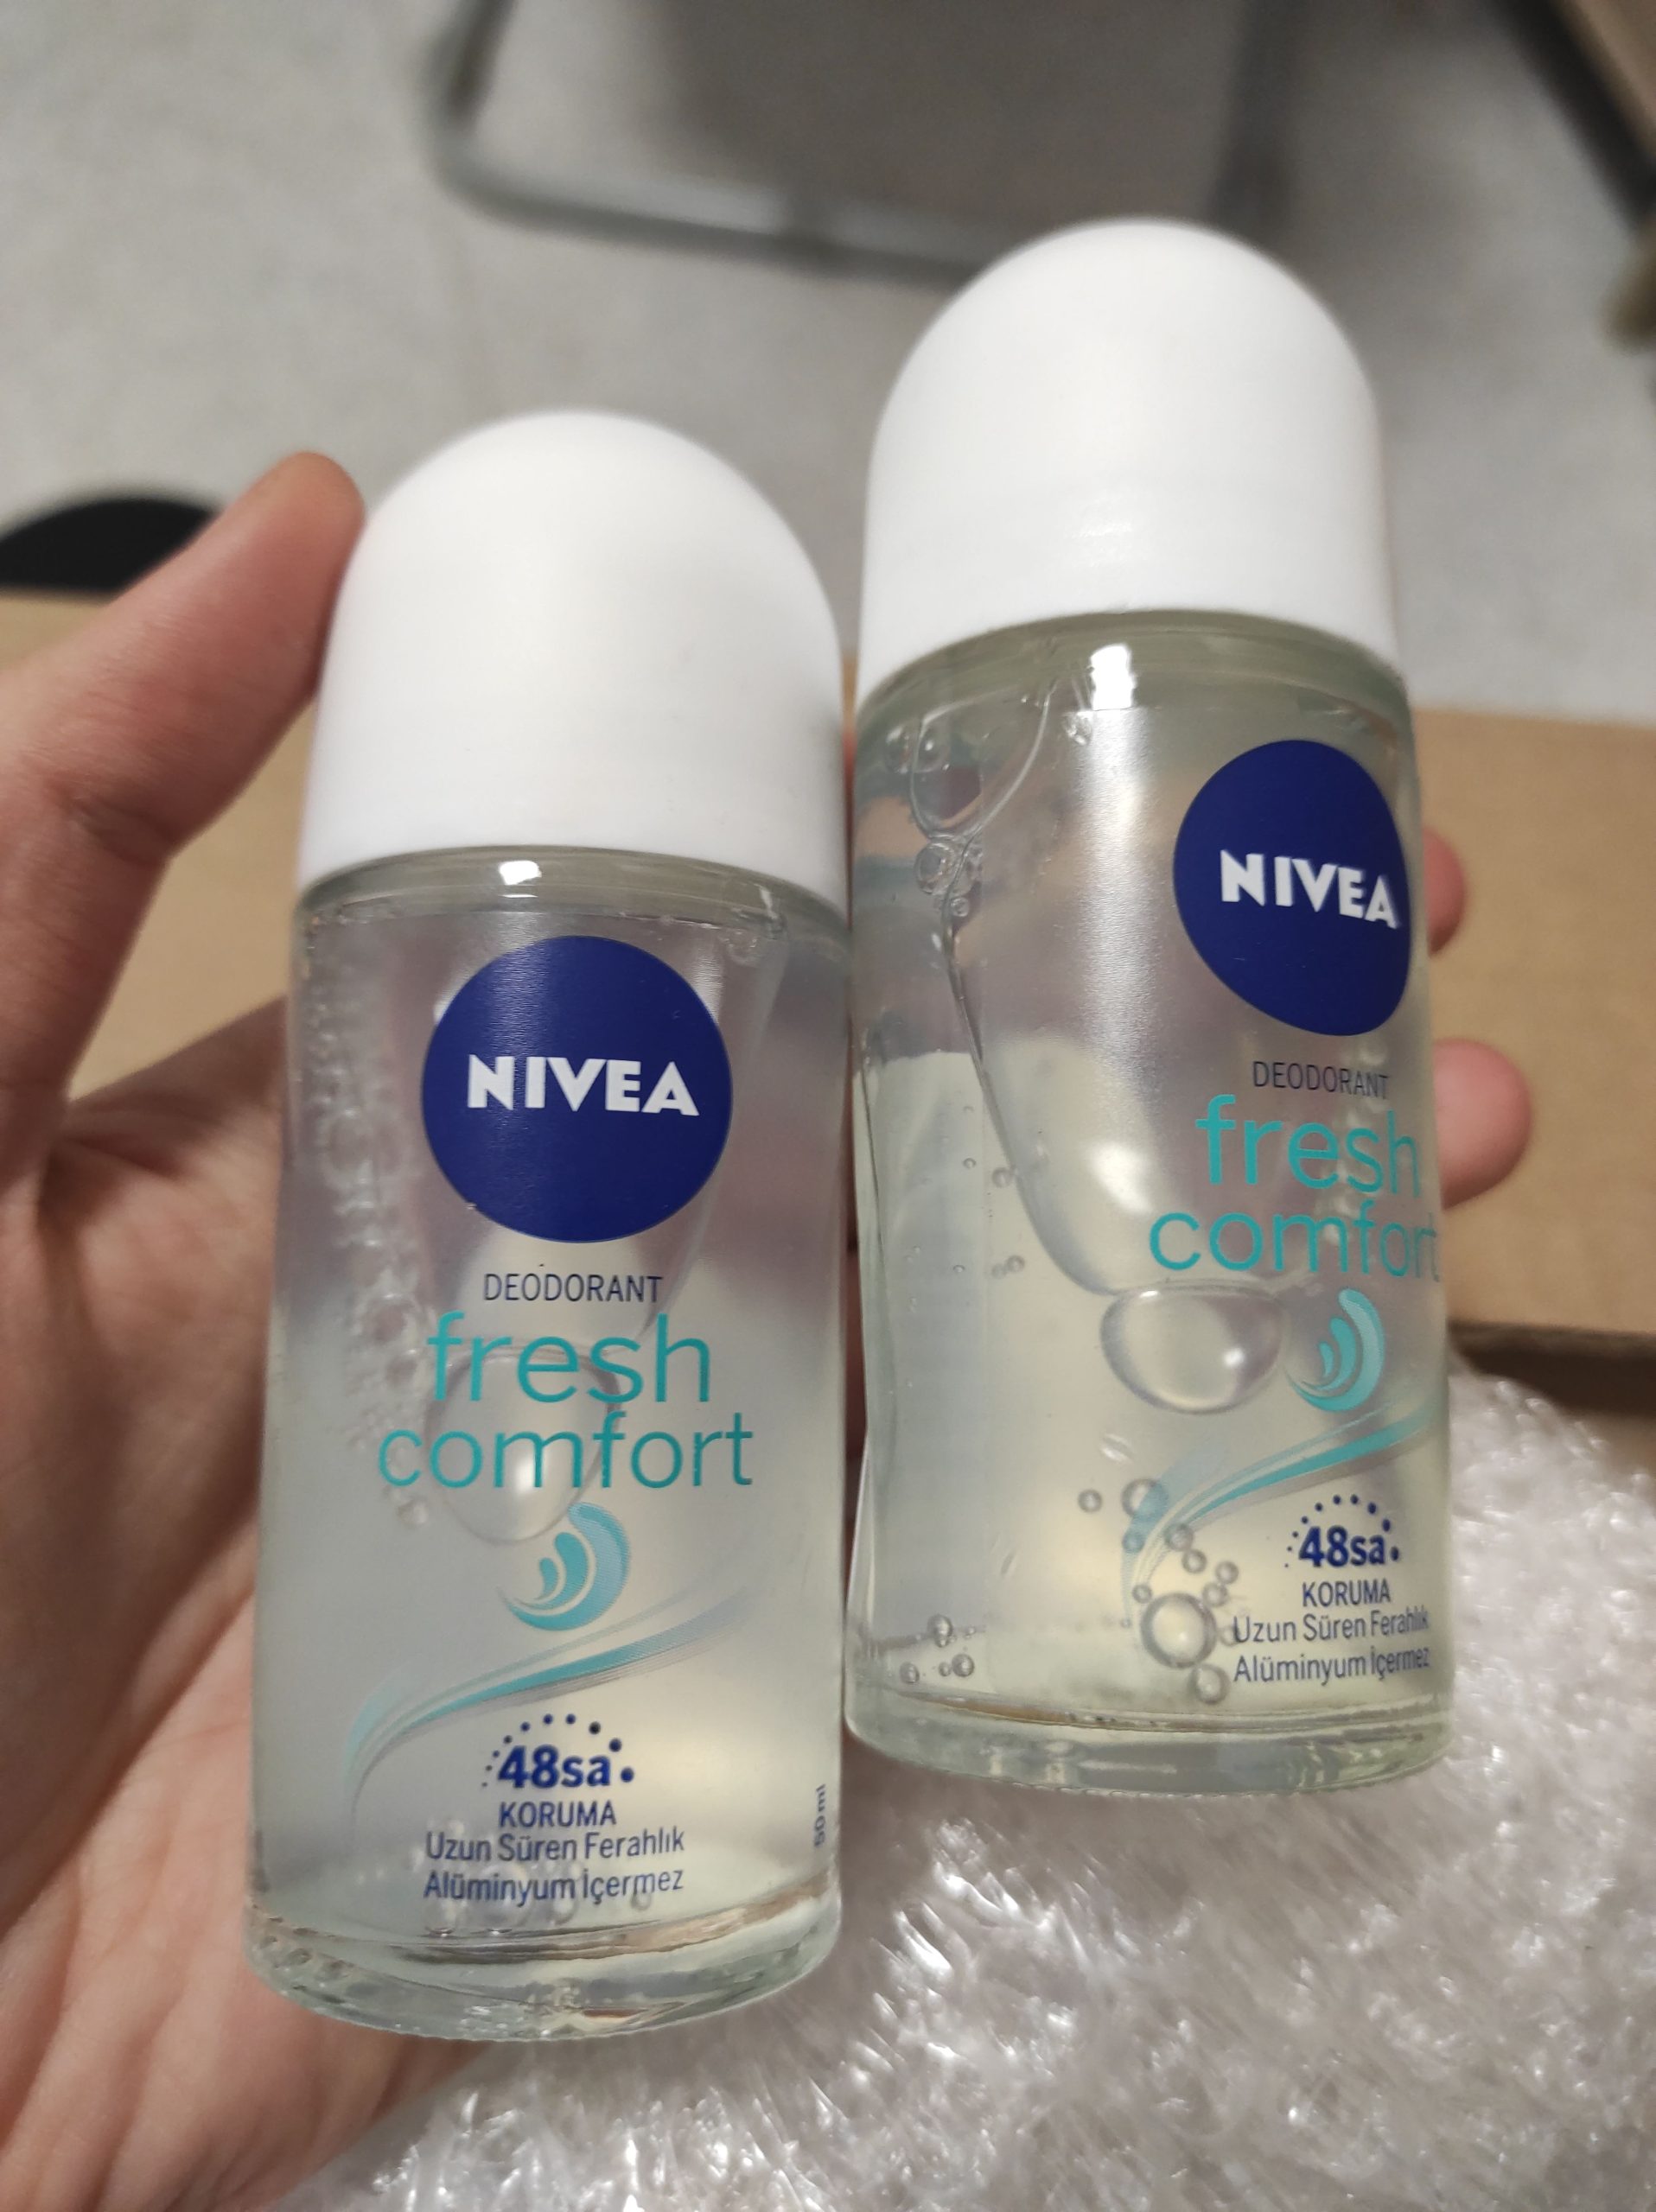 NIVEA
DEODORANT
fresh
comfort
48sa
KORUMA
Uzun Süren Ferahlık
Alüminyum İçermez
50 ml
NIVEA
DEODORANT
fresh
comfort
48sa
KORUMA
Uzun Süren Ferahlık
Alüminyum İçermez